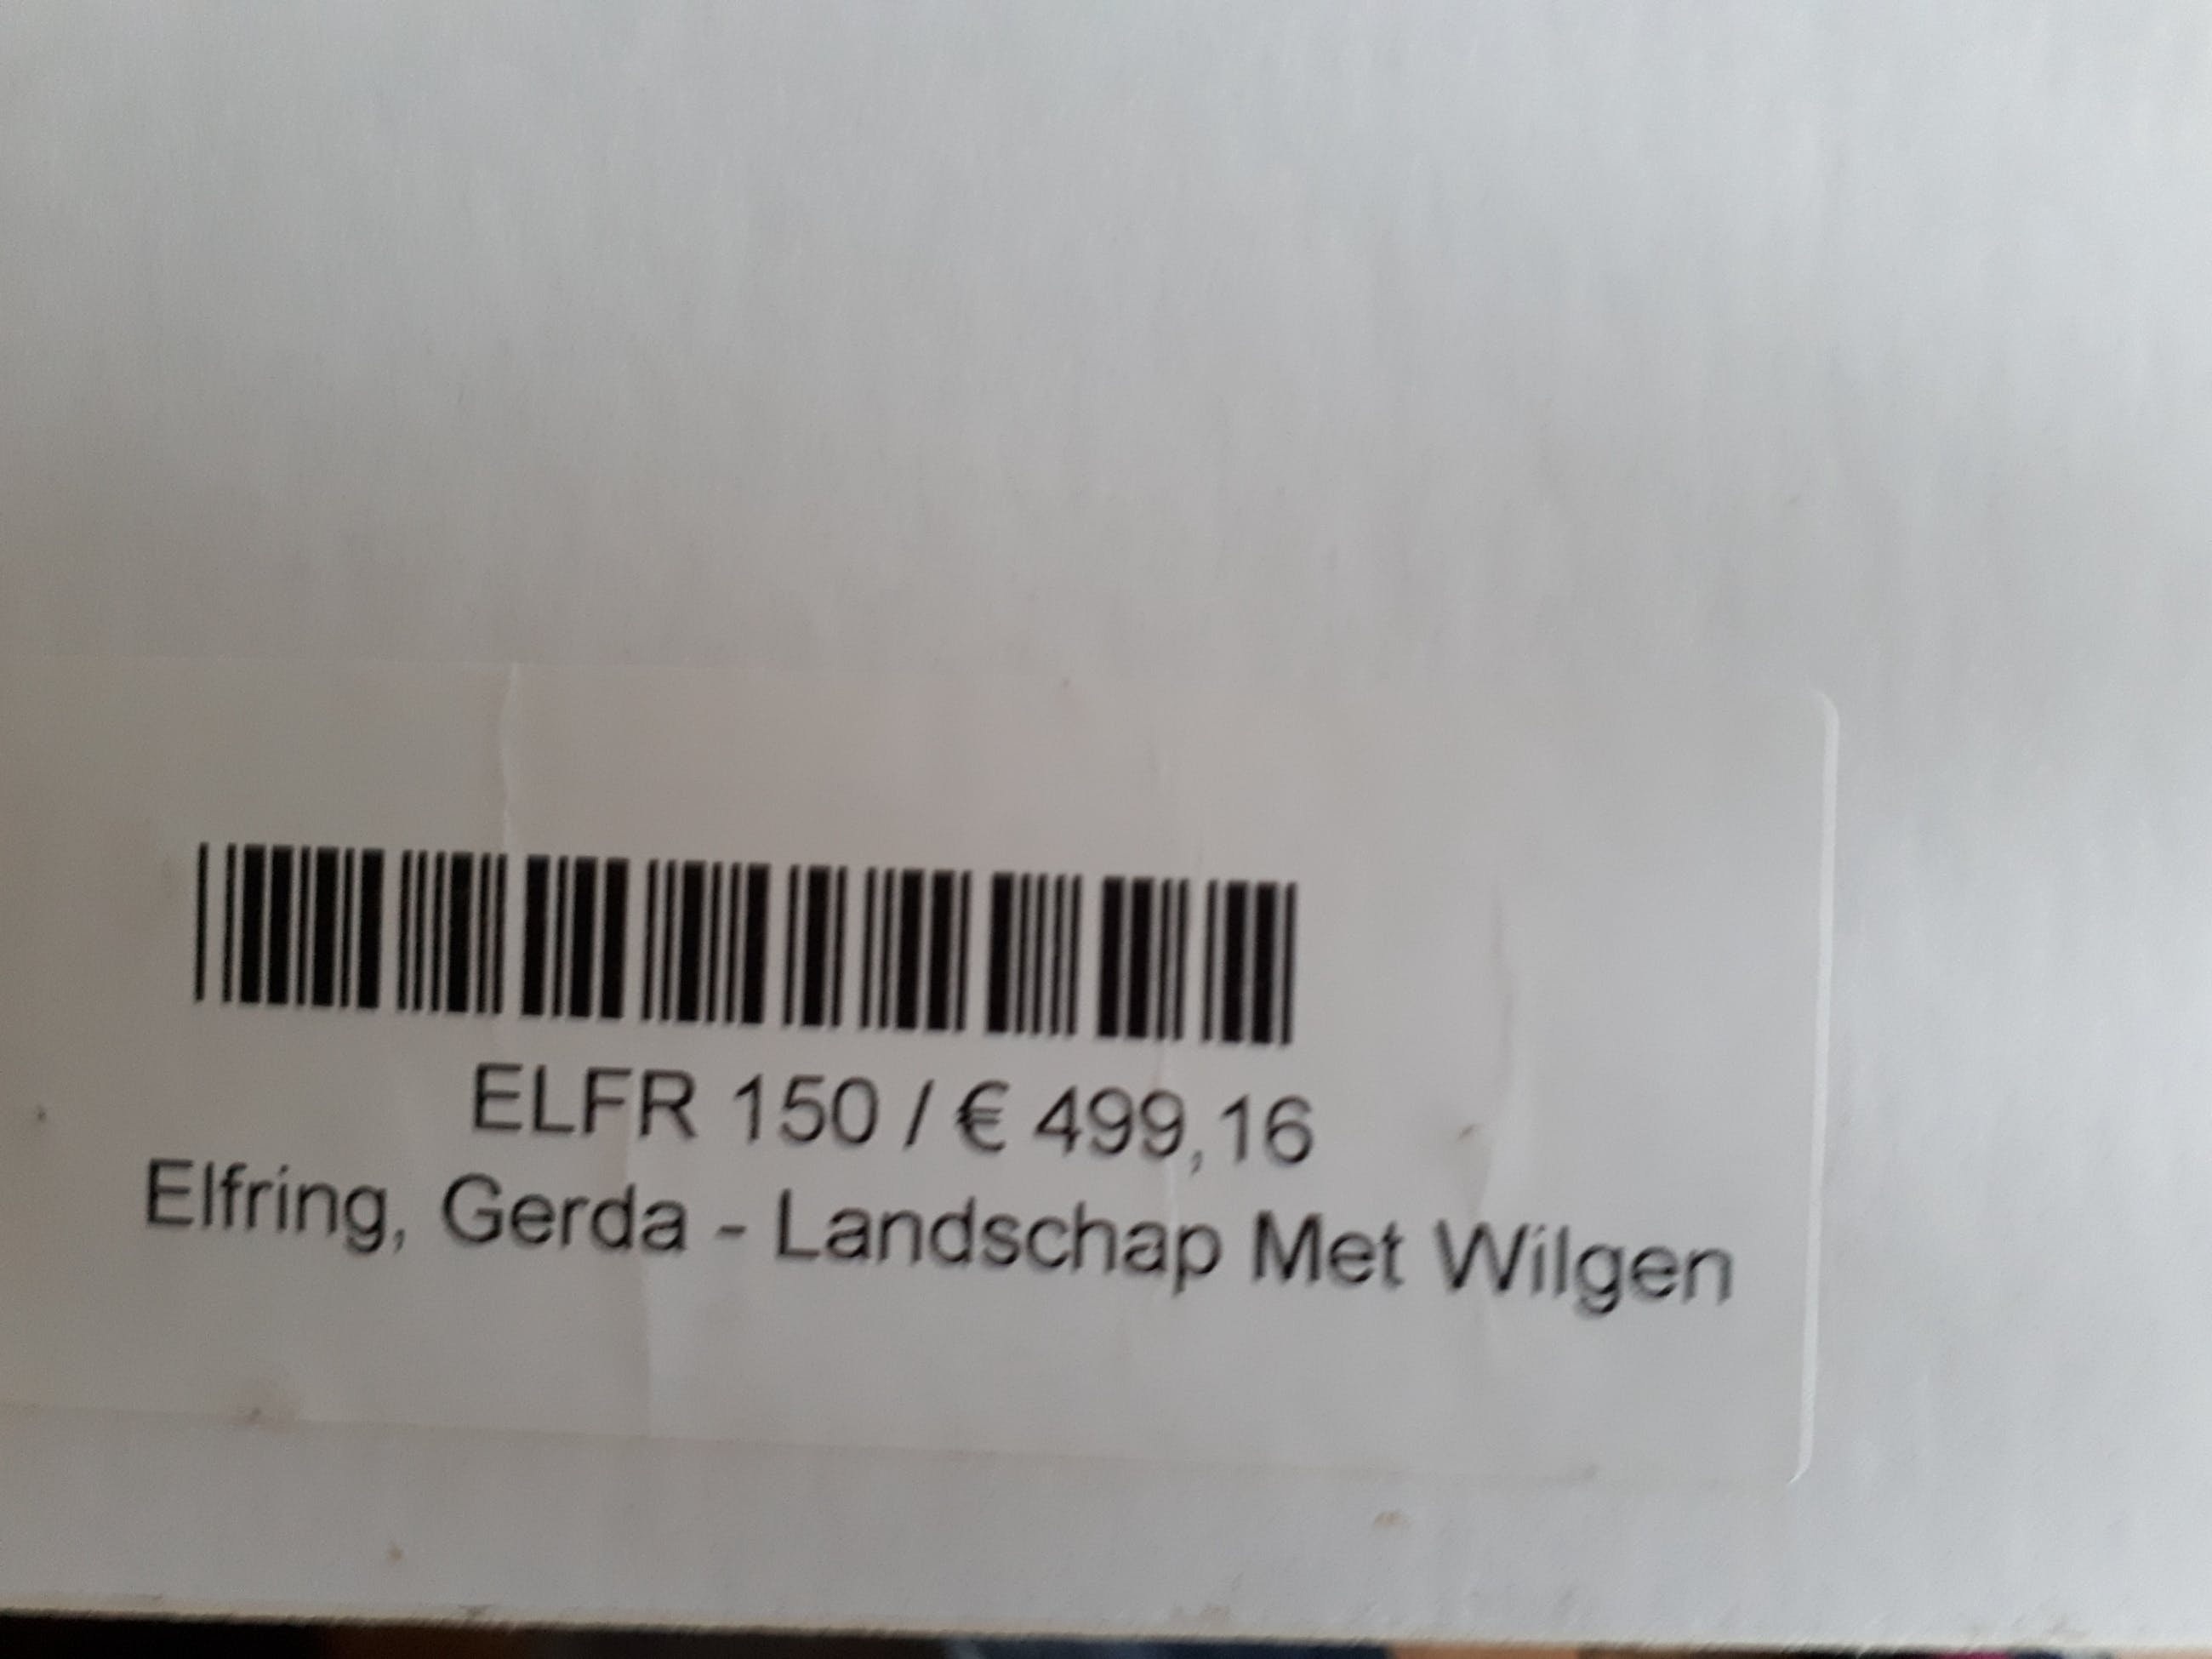 ELFR 150 / € 499,16
Elfring, Gerda - Landschap Met Wilgen